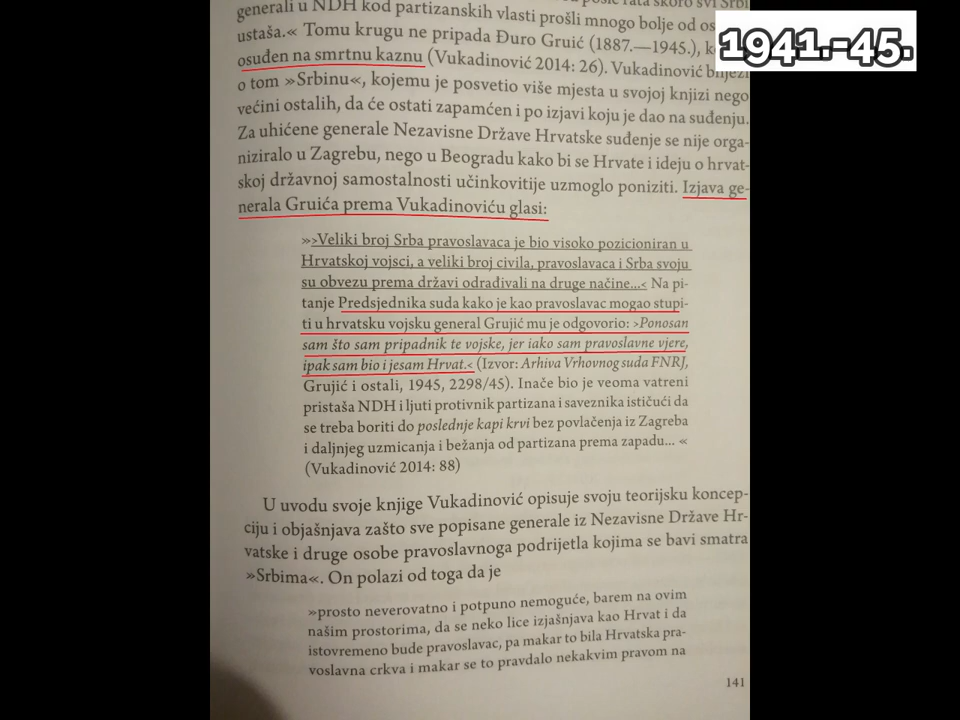 generali u NDH kod partizanskih vlasti prošli mnogo bolje od os
ustaša.« Tomu krugu ne pripada Đuro Gruić (1887.—1945.),
osuđen na smrtnu kaznu (Vukadinović 2014: 26). Vukadinović bilježi
o tom »Srbinu«, kojemu je posvetio više mjesta u svojoj knjizi nego
većini ostalih, da će ostati zapamćen i po izjavi koju je dao na suđenju.
Za uhićene generale Nezavisne Države Hrvatske suđenje se nije orga-
niziralo u Zagrebu, nego u Beogradu kako bi se Hrvate i ideju o hrvat-
skoj državnoj samostalnosti učinkovitije uzmoglo poniziti. Izjava ge-
nerala Gruića prema Vukadinoviću glasi:
»>Veliki broj Srba pravoslavaca je bio visoko pozicioniran u
Hrvatskoj vojsci, a veliki broj civila, pravoslavaca i Srba svoju
su obvezu prema državi odrađivali na druge načine...< Na pi-
tanje Predsjednika suda kako je kao pravoslavac mogao stupi-
ti u hrvatsku vojsku general Grujić mu je odgovorio: >Ponosan
sam što sam pripadnik te vojske, jer iako sam pravoslavne vjere,
ipak sam bio i jesam Hrvat.< (Izvor: Arhiva Vrhovnog suda FNRJ,
Grujić i ostali, 1945, 2298/45). Inače bio je veoma vatreni
pristaša NDH i ljuti protivnik partizana i saveznika ističući da
se treba boriti do poslednje kapi krvi bez povlačenja iz Zagreba
i daljnjeg uzmicanja i bežanja od partizana prema zapadu... «
(Vukadinović 2014: 88)
U uvodu svoje knjige Vukadinović opisuje svoju teorijsku koncep-
ciju i objašnjava zašto sve popisane generale iz Nezavisne Države Hr-
vatske i druge osobe pravoslavnoga podrijetla kojima se bavi smatra
»Srbima«. On polazi od toga da je
»prosto neverovatno i potpuno nemoguće, barem na ovim
našim prostorima, da se neko lice izjašnjava kao Hrvat i da
istovremeno bude pravoslavac, pa makar to bila Hrvatska pra-
voslavna crkva i makar se to pravdalo nekakvim pravom na
141
1941.-45.